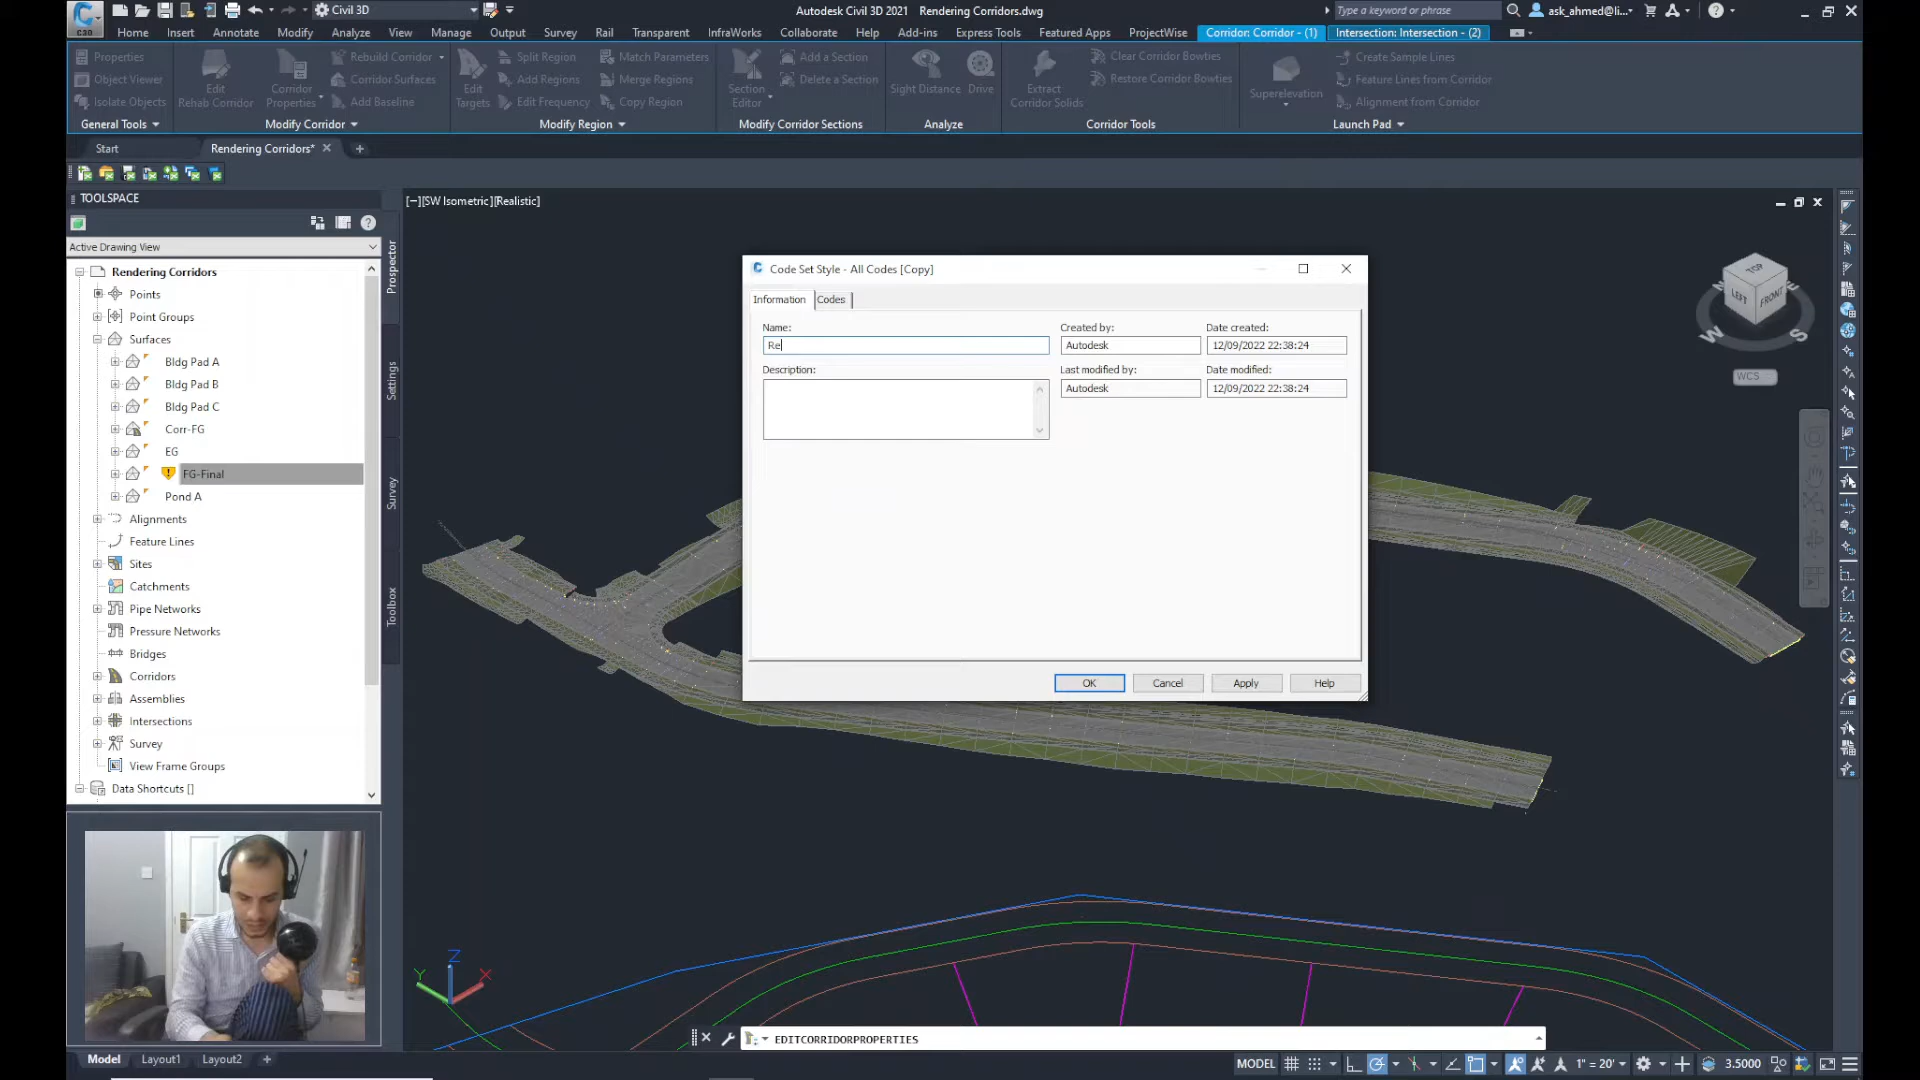 Civil 3D
Autodesk Civil 3D 2021 Rendering Corridors.dwg
Type a keyword or phrase
ask_ahmed@li...
C3D
Home Insert Annotate Modify Analyze View Manage Output Survey Rail Transparent InfraWorks Collaborate Help Add-ins Express Tools Featured Apps ProjectWise Corridor: Corridor - (1) Intersection: Intersection - (2)
Properties
Object Viewer
Isolate Objects
General Tools
Edit
Rehab Corridor
Corridor
Properties
Rebuild Corridor
Corridor Surfaces
Add Baseline
Modify Corridor
Edit
Targets
Split Region
Add Regions
Edit Frequency
Match Parameters
Merge Regions
Copy Region
Modify Region
Section
Editor
Add a Section
Delete a Section
Modify Corridor Sections
Sight Distance Drive
Analyze
Extract
Corridor Solids
Clear Corridor Bowties
Restore Corridor Bowties
Corridor Tools
Superelevation
Create Sample Lines
Feature Lines from Corridor
Alignment from Corridor
Launch Pad
Start
Rendering Corridors*
TOOLSPACE
Active Drawing View
Rendering Corridors
Points
Point Groups
Surfaces
Bldg Pad A
Bldg Pad B
Bldg Pad C
Corr-FG
EG
FG-Final
Pond A
Alignments
Feature Lines
Sites
Catchments
Pipe Networks
Pressure Networks
Bridges
Corridors
Assemblies
Intersections
Survey
View Frame Groups
Data Shortcuts []
Prospector
Settings
Survey
Toolbox
[−][SW Isometric][Realistic]
TOP
LEFT
FRONT
W
S
WCS
Code Set Style - All Codes [Copy]
Information
Codes
Name:
Re
Description:
Created by:
Autodesk
Date created:
12/09/2022 22:38:24
Last modified by:
Autodesk
Date modified:
12/09/2022 22:38:24
OK
Cancel
Apply
Help
Z
Y
X
EDITCORRIDORPROPERTIES
Model Layout1 Layout2
MODEL
1" = 20'
3.5000